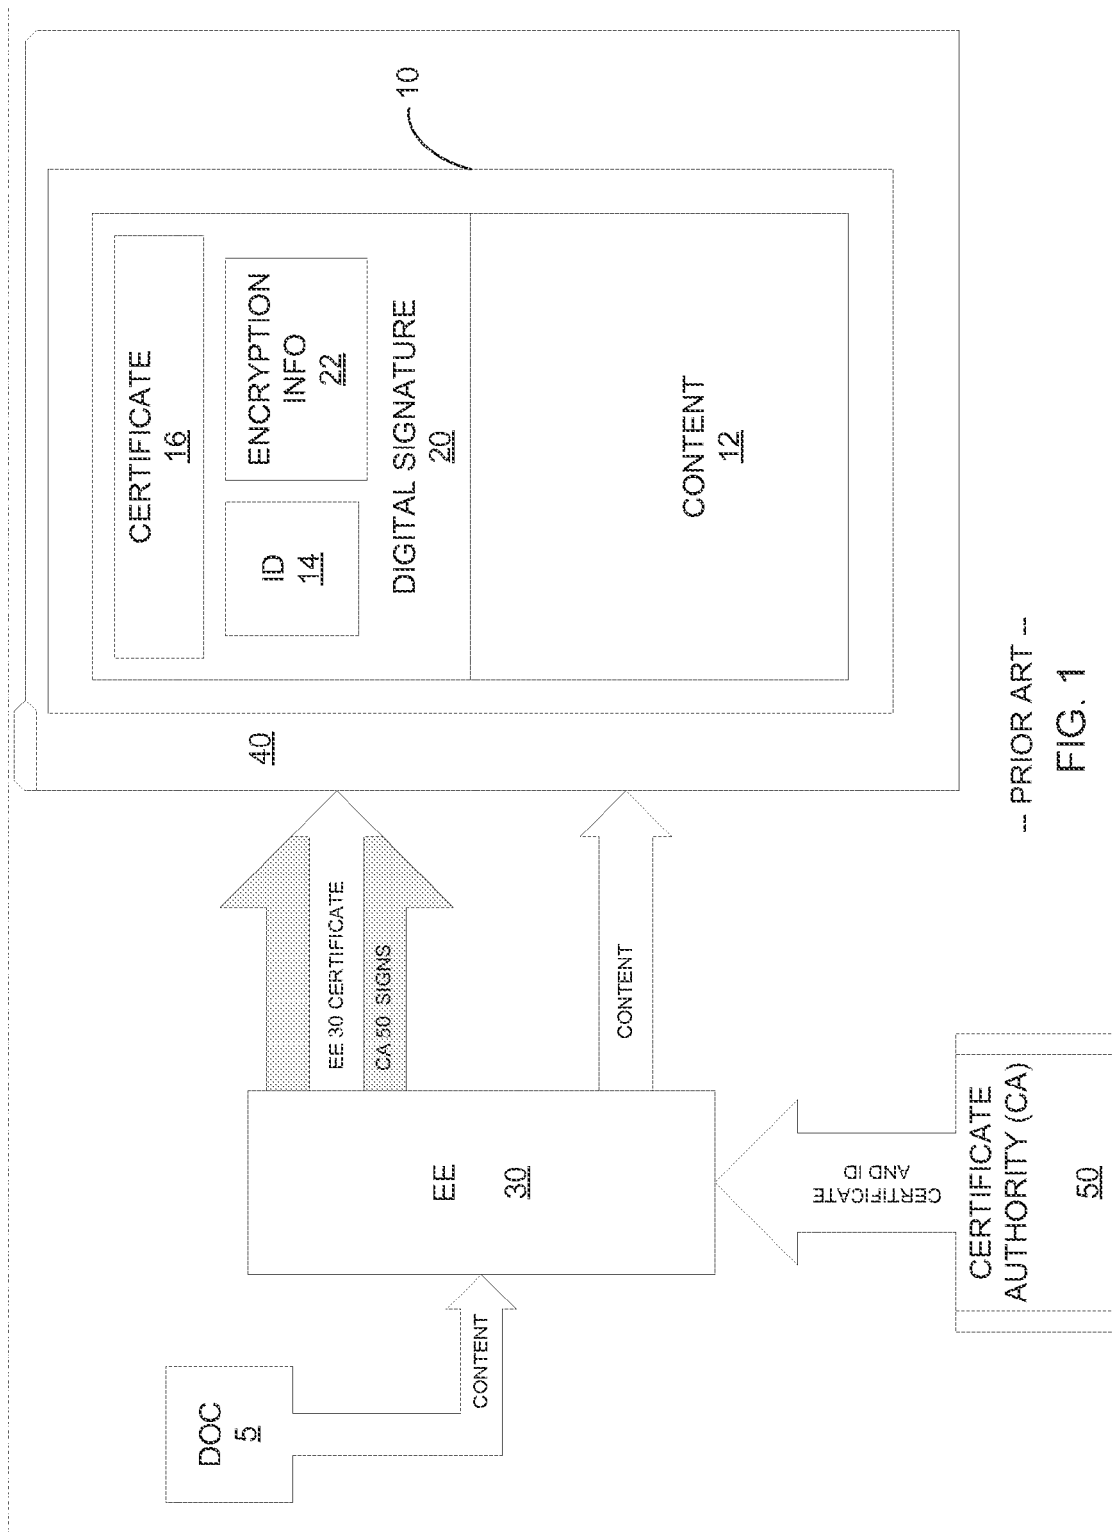 DOC
5
CONTENT
EE
30
CERTIFICATE
AND ID
CERTIFICATE
AUTHORITY (CA)
50
EE 30 CERTIFICATE
CA 50 SIGNS
CONTENT
40
CERTIFICATE
16
ID
14
ENCRYPTION
INFO
22
DIGITAL SIGNATURE
20
CONTENT
12
10
-- PRIOR ART --
FIG. 1